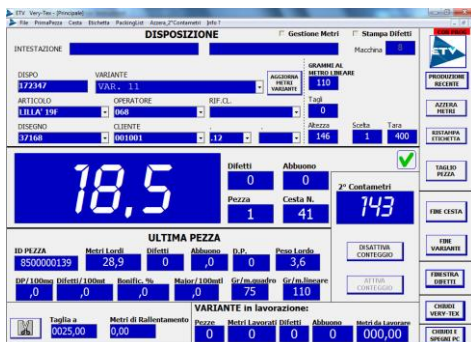 ETV Very-Tex - [Principale]
File PrimaPezza Cesta Etichetta PackingList Azzera_2°Contametri Info !
DISPOSIZIONE
Gestione Metri
Stampa Difetti
INTESTAZIONE
Macchina 8
ETV
DISPO
VARIANTE
172347
VAR. 11
AGGIORNA METRI VARIANTE
GRAMMI AL METRO LINEARE
110
PRODUZIONE RECENTE
ARTICOLO
OPERATORE
RIF.CL.
Tagli
LILLA' 19F
068
0
AZZERA METRI
DISEGNO
CLIENTE
Altezza
Scelta
Tara
37168
001001
.12
.
146
1
400
RISTAMPA ETICHETTA
TAGLIO PEZZA
18,5
Difetti
Abbuono
0
0
Pezza
Cesta N.
1
41
2° Contametri
143
FINE CESTA
ULTIMA PEZZA
ID PEZZA
Metri Lordi
Difetti
Abbuono
D.P.
Peso Lordo
8500000139
28,9
0
,0
0
3,6
DISATTIVA CONTEGGIO
FINE VARIANTE
DP/100mq
Difetti/100mt
Bonific. %
Major/100mtl
Gr/m.quadro
Gr/m.lineare
,0
,0
,0
,0
75
110
ATTIVA CONTEGGIO
FINESTRA DIFETTI
VARIANTE in lavorazione:
CHIUDI VERY-TEX
Taglia a
Metri di Rallentamento
Pezze
Metri Lavorati
Difetti
Abbuono
Metri da Lavorare
0025,00
0,00
0
0
0
0
000,00
CHIUDI E SPEGNI PC